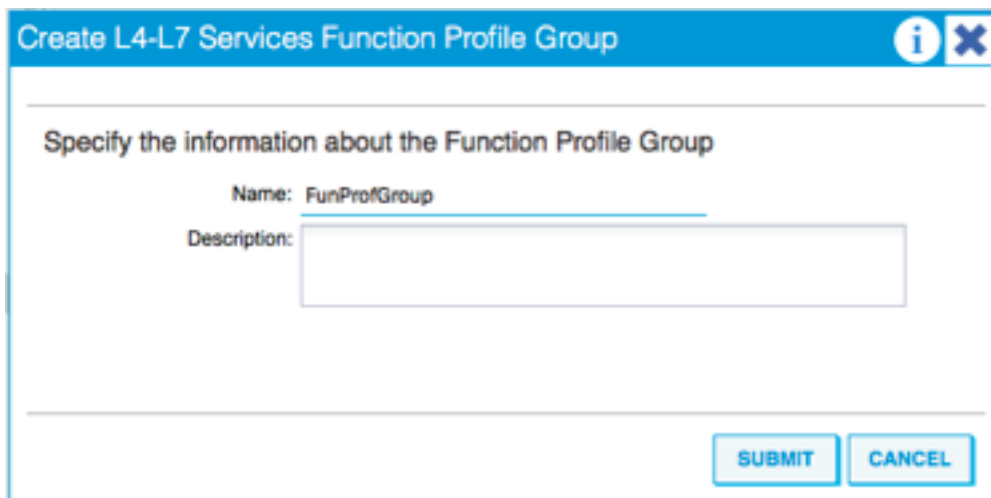 Create L4-L7 Services Function Profile Group
Specify the information about the Function Profile Group
Name: FunProfGroup
Description:
SUBMIT CANCEL